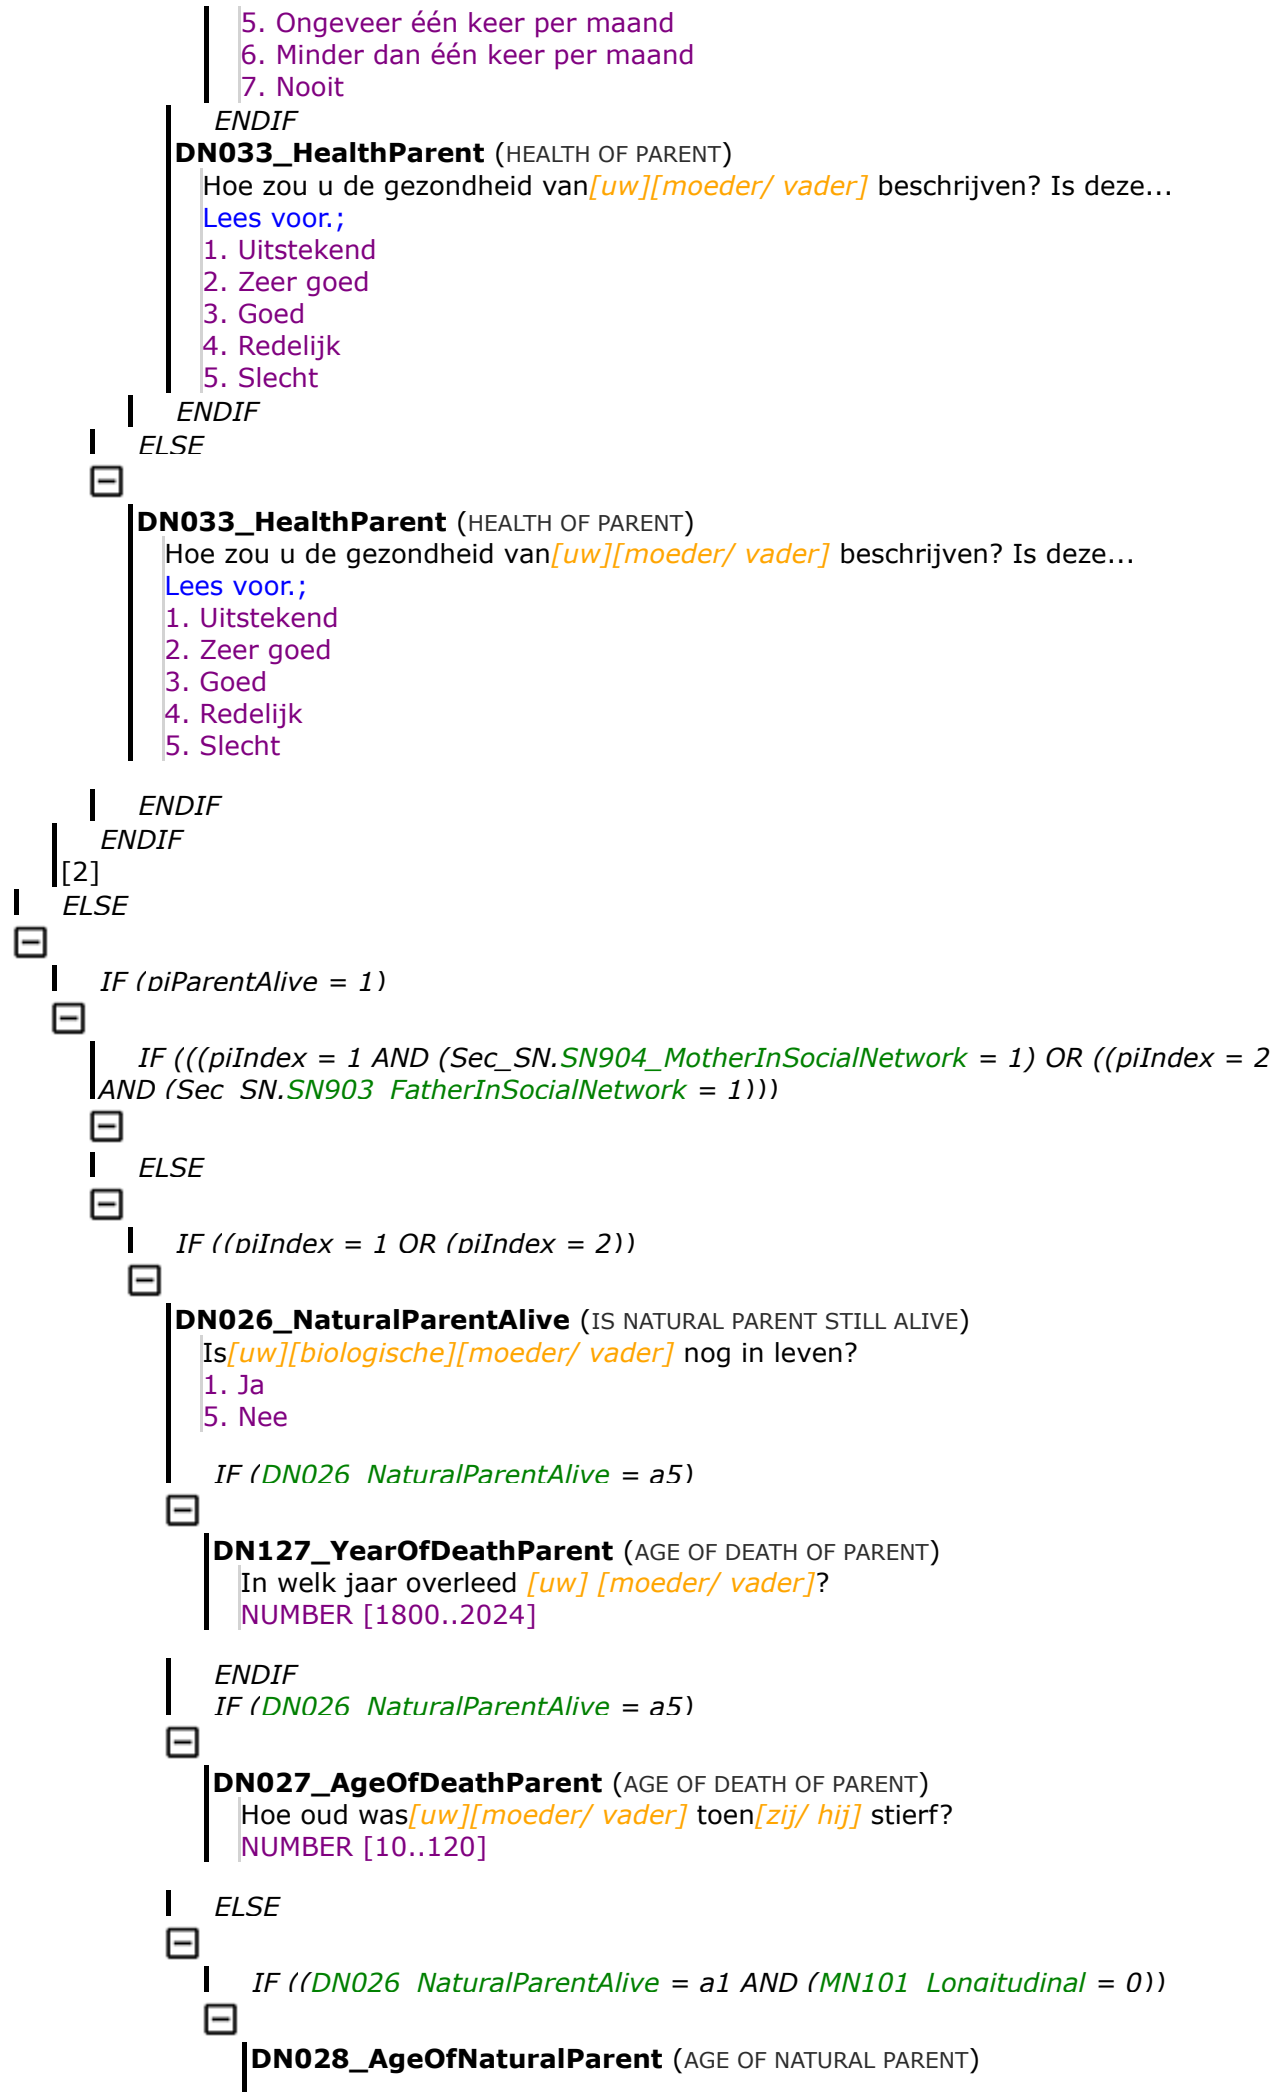 5. Ongeveer één keer per maand
6. Minder dan één keer per maand
7. Nooit
ENDIF
DN033_HealthParent (HEALTH OF PARENT)
Hoe zou u de gezondheid van[uw][moeder/ vader] beschrijven? Is deze...
Lees voor.;
1. Uitstekend
2. Zeer goed
3. Goed
4. Redelijk
5. Slecht
ENDIF
ELSE
DN033_HealthParent (HEALTH OF PARENT)
Hoe zou u de gezondheid van[uw][moeder/ vader] beschrijven? Is deze...
Lees voor.;
1. Uitstekend
2. Zeer goed
3. Goed
4. Redelijk
5. Slecht
ENDIF
ENDIF
[2]
ELSE
IF (piParentAlive = 1)
IF (((piIndex = 1 AND (Sec_SN.SN904_MotherInSocialNetwork = 1) OR ((piIndex = 2
AND (Sec_SN.SN903_FatherInSocialNetwork = 1)))
ELSE
IF ((piIndex = 1 OR (piIndex = 2))
DN026_NaturalParentAlive (IS NATURAL PARENT STILL ALIVE)
Is[uw][biologische][moeder/ vader] nog in leven?
1. Ja
5. Nee
IF (DN026_NaturalParentAlive = a5)
DN127_YearOfDeathParent (AGE OF DEATH OF PARENT)
In welk jaar overleed [uw] [moeder/ vader]?
NUMBER [1800..2024]
ENDIF
IF (DN026_NaturalParentAlive = a5)
DN027_AgeOfDeathParent (AGE OF DEATH OF PARENT)
Hoe oud was[uw][moeder/ vader] toen[zij/ hij] stierf?
NUMBER [10..120]
ELSE
IF ((DN026_NaturalParentAlive = a1 AND (MN101_Longitudinal = 0))
DN028_AgeOfNaturalParent (AGE OF NATURAL PARENT)